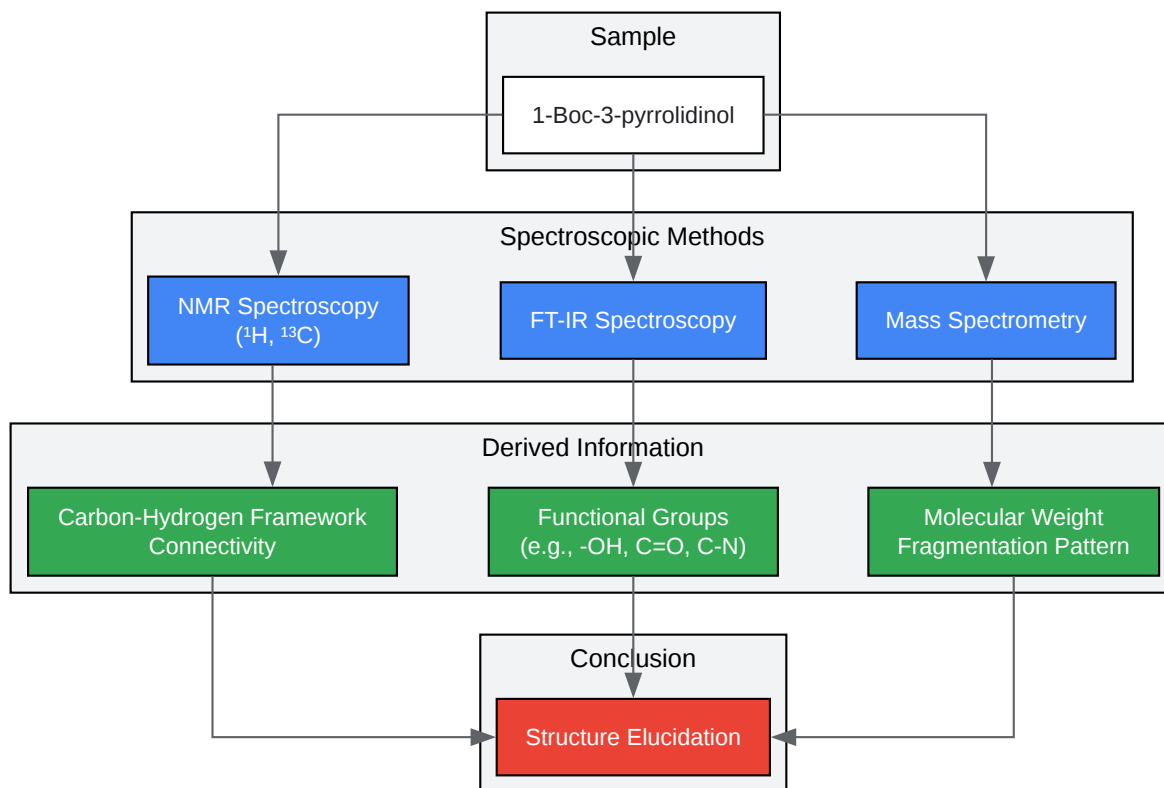 Sample
1-Boc-3-pyrrolidinol
Spectroscopic Methods
NMR Spectroscopy
(¹H, ¹³C)
FT-IR Spectroscopy
Mass Spectrometry
Derived Information
Carbon-Hydrogen Framework
Connectivity
Functional Groups
(e.g., -OH, C=O, C-N)
Molecular Weight
Fragmentation Pattern
Conclusion
Structure Elucidation